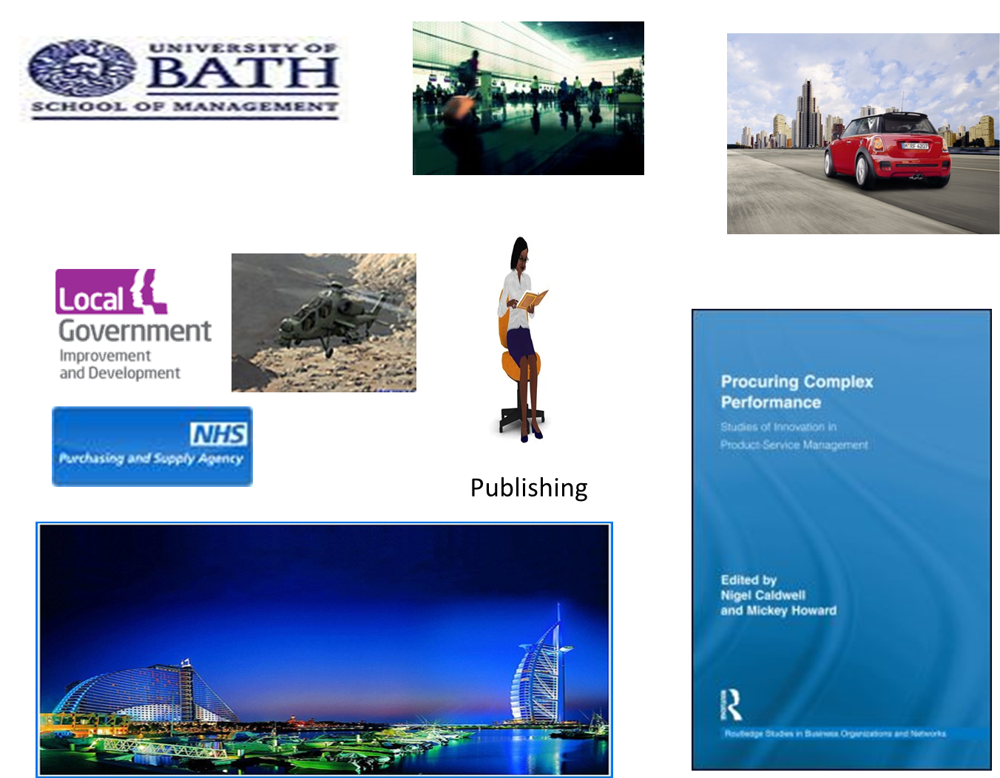 UNIVERSITY OF
BATH
SCHOOL OF MANAGEMENT
M·RF 4207
Local
Government
Improvement
and Development
NHS
Purchasing and Supply Agency
Publishing
Procuring Complex
Performance
Studies of Innovation in
Product-Service Management
Edited by
Nigel Caldwell
and Mickey Howard
Routledge Studies in Business Organizations and Networks